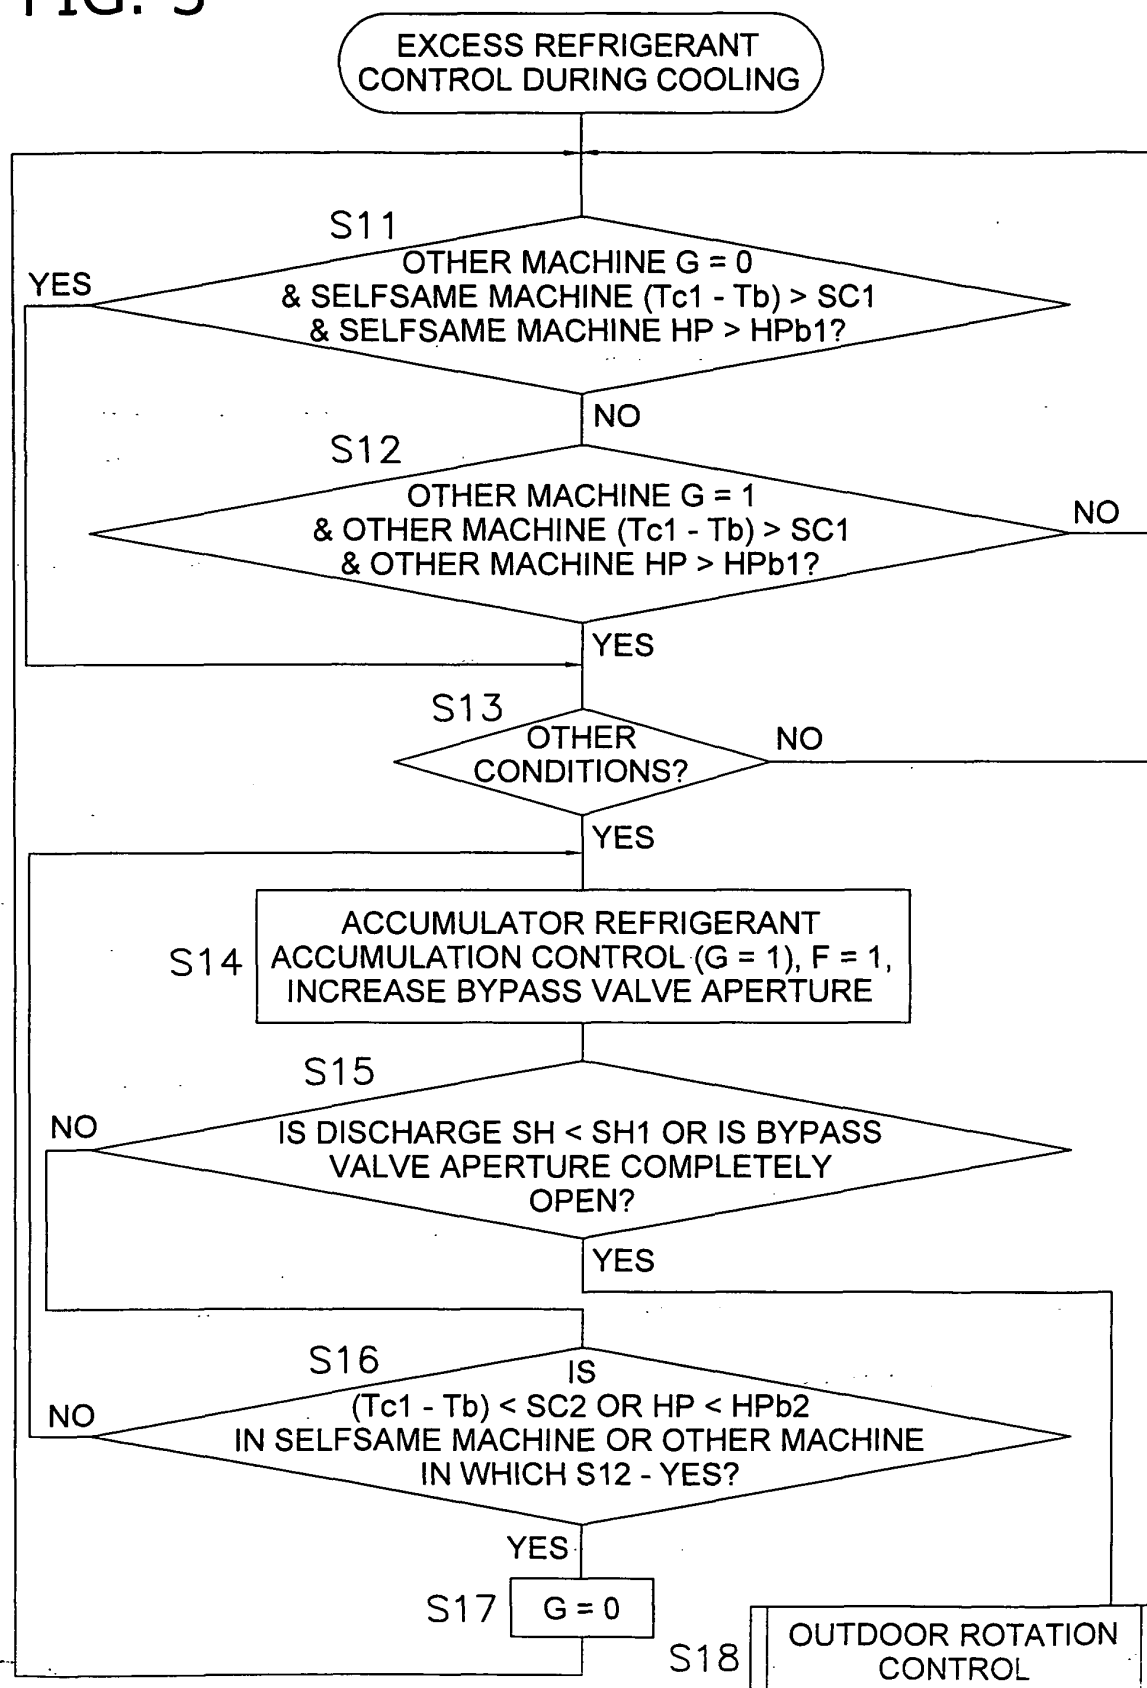 FIG. 5
EXCESS REFRIGERANT
CONTROL DURING COOLING
S11
OTHER MACHINE G = 0
& SELFSAME MACHINE (Tc1 - Tb) > SC1
& SELFSAME MACHINE HP > HPb1?
YES
NO
S12
OTHER MACHINE G = 1
& OTHER MACHINE (Tc1 - Tb) > SC1
& OTHER MACHINE HP > HPb1?
NO
YES
S13
OTHER
CONDITIONS?
NO
YES
S14
ACCUMULATOR REFRIGERANT
ACCUMULATION CONTROL (G = 1), F = 1,
INCREASE BYPASS VALVE APERTURE
S15
NO
IS DISCHARGE SH < SH1 OR IS BYPASS
VALVE APERTURE COMPLETELY
OPEN?
YES
S16
IS
(Tc1 - Tb) < SC2 OR HP < HPb2
IN SELFSAME MACHINE OR OTHER MACHINE
IN WHICH S12 - YES?
NO
YES
S17
G = 0
S18
OUTDOOR ROTATION
CONTROL